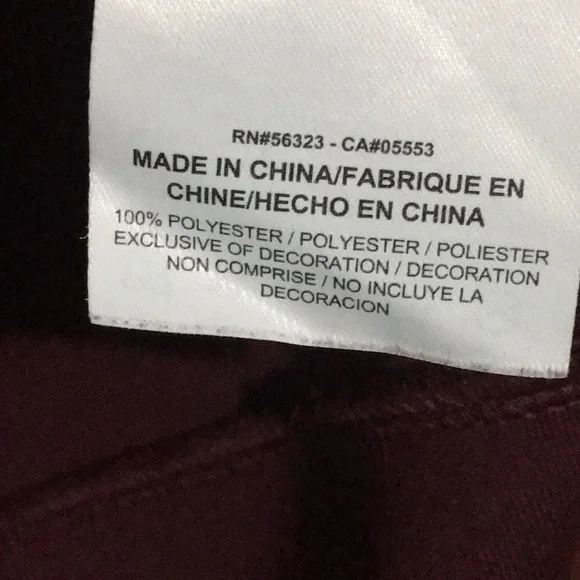 RN#56323 - CA#05553
MADE IN CHINA/FABRIQUE EN
CHINE/HECHO EN CHINA
100% POLYESTER / POLYESTER / POLIESTER
EXCLUSIVE OF DECORATION / DECORATION
NON COMPRISE / NO INCLUYE LA
DECORACION